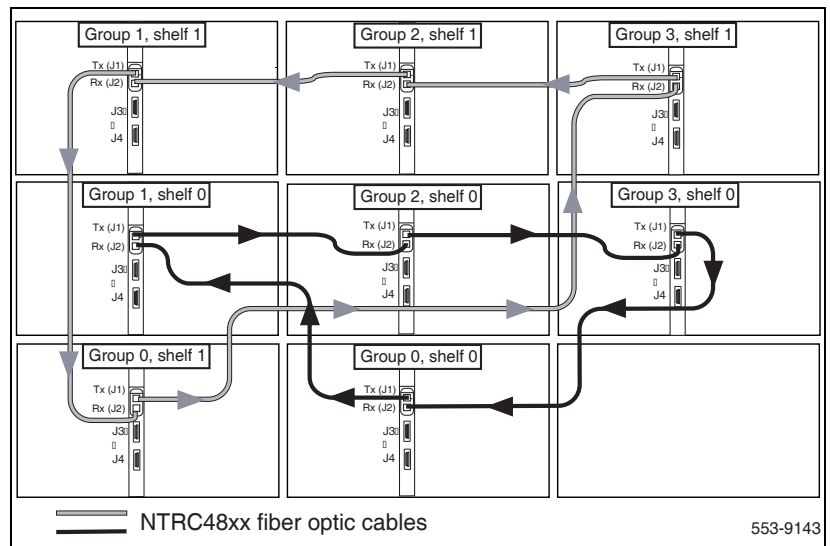 Group 1, shelf 1
Tx (J1)
Rx (J2)
J3
J4
Group 2, shelf 1
Tx (J1)
Rx (J2)
J3
J4
Group 3, shelf 1
Tx (J1)
Rx (J2)
J3
J4
Group 1, shelf 0
Tx (J1)
Rx (J2)
J3
J4
Group 2, shelf 0
Tx (J1)
Rx (J2)
J3
J4
Group 3, shelf 0
Tx (J1)
Rx (J2)
J3
J4
Group 0, shelf 1
Tx (J1)
Rx (J2)
J3
J4
Group 0, shelf 0
Tx (J1)
Rx (J2)
J3
J4
NTRC48xx fiber optic cables
553-9143